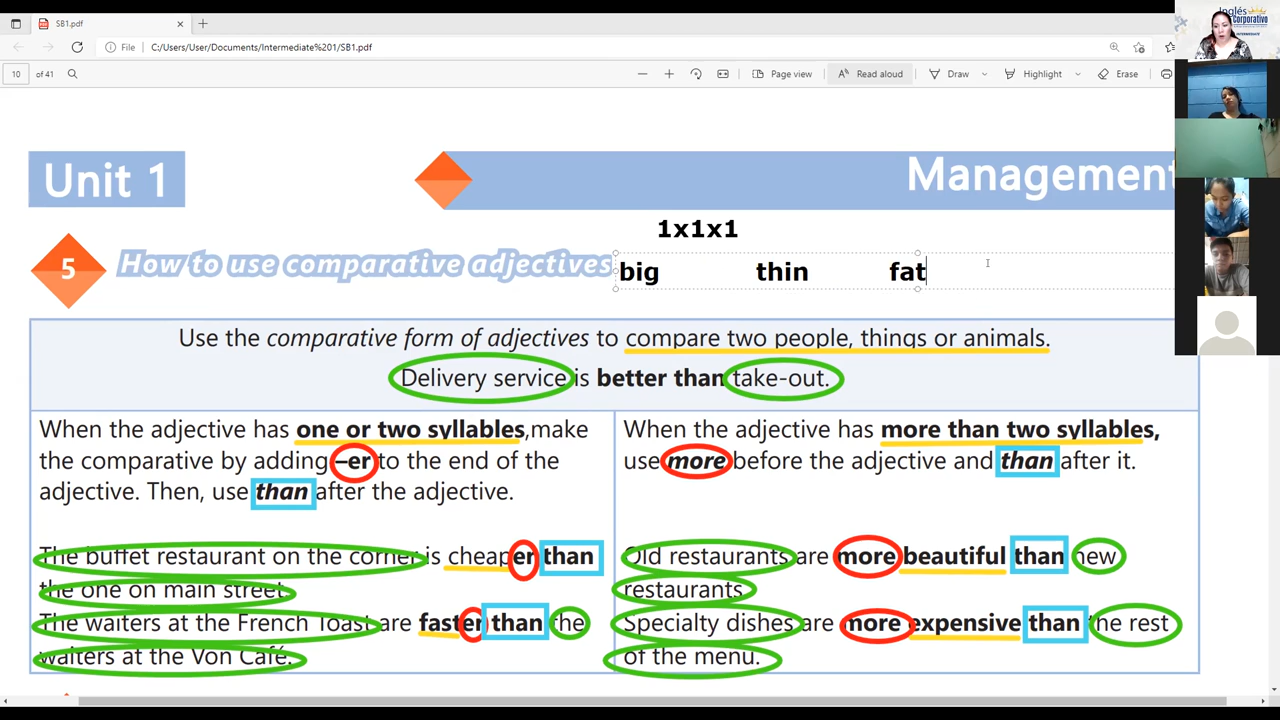 SB1.pdf
File C:/Users/User/Documents/Intermediate%201/SB1.pdf
10 of 41 Page view Read aloud Draw Highlight Erase
Inglés
Corporativo
INTERMEDIATE
Unit 1 Management
1x1x1
5 How to use comparative adjectives big thin fat
Use the comparative form of adjectives to compare two people, things or animals.
Delivery service is better than take-out.
When the adjective has one or two syllables,make
the comparative by adding –er to the end of the
adjective. Then, use than after the adjective.
The buffet restaurant on the corner is cheaper than
the one on main street.
The waiters at the French Toast are faster than the
waiters at the Von Café.
When the adjective has more than two syllables,
use more before the adjective and than after it.
Old restaurants are more beautiful than new
restaurants.
Specialty dishes are more expensive than the rest
of the menu.